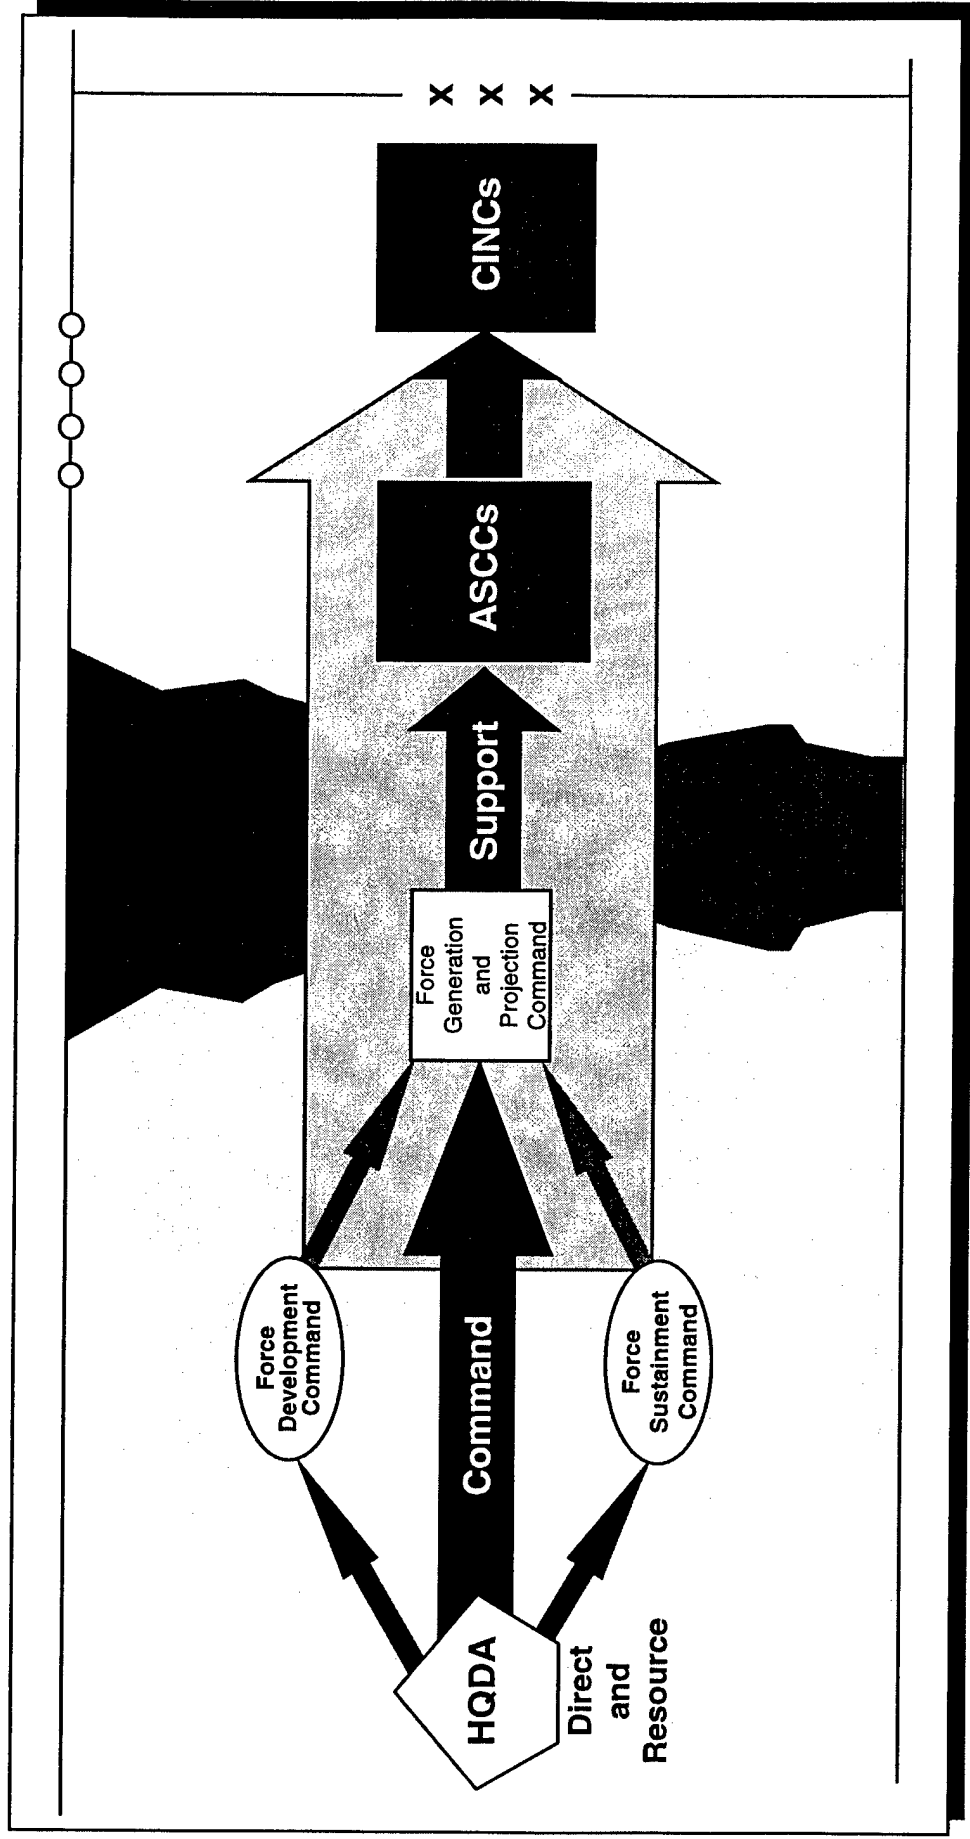 HQDA
Direct
and
Resource
Force
Development
Command
Command
Force
Sustainment
Command
Force
Generation
and
Projection
Command
Support
ASCCs
CINCs
X X X